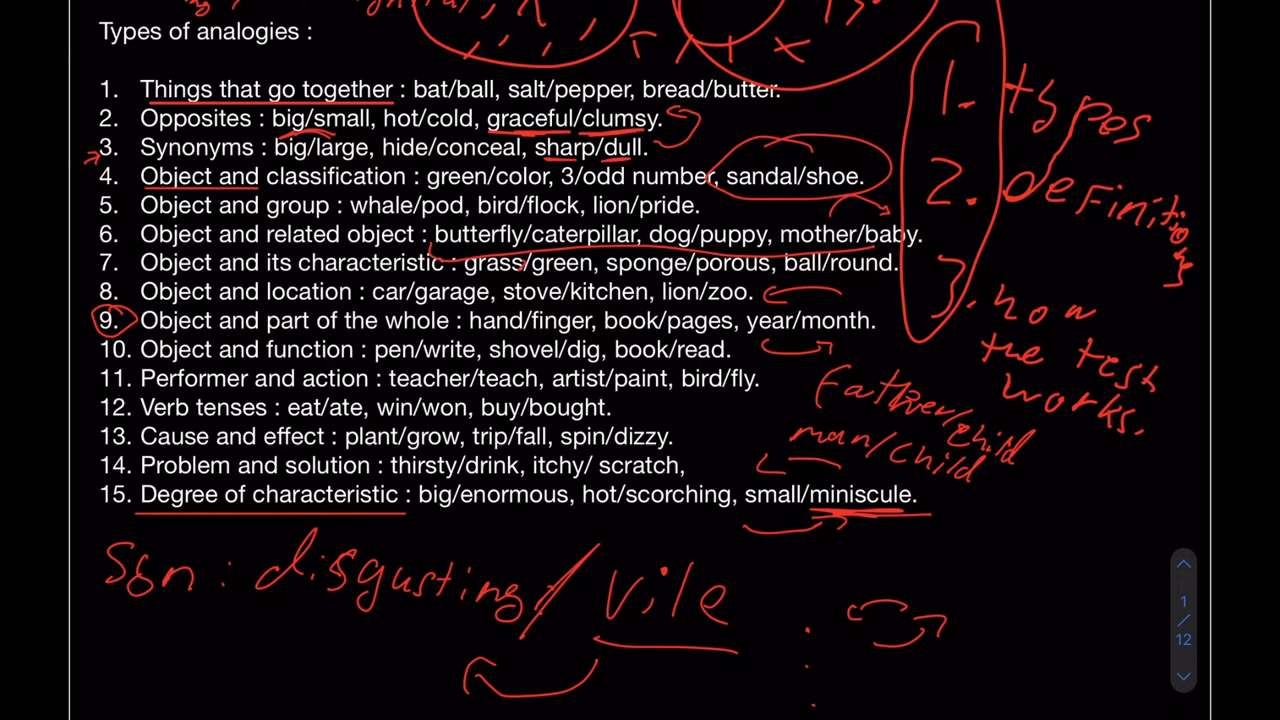 Types of analogies :
1. Things that go together : bat/ball, salt/pepper, bread/butter.
2. Opposites : big/small, hot/cold, graceful/clumsy.
3. Synonyms : big/large, hide/conceal, sharp/dull.
4. Object and classification : green/color, 3/odd number, sandal/shoe.
5. Object and group : whale/pod, bird/flock, lion/pride.
6. Object and related object : butterfly/caterpillar, dog/puppy, mother/baby.
7. Object and its characteristic : grass/green, sponge/porous, ball/round.
8. Object and location : car/garage, stove/kitchen, lion/zoo.
9. Object and part of the whole : hand/finger, book/pages, year/month.
10. Object and function : pen/write, shovel/dig, book/read.
11. Performer and action : teacher/teach, artist/paint, bird/fly.
12. Verb tenses : eat/ate, win/won, buy/bought.
13. Cause and effect : plant/grow, trip/fall, spin/dizzy.
14. Problem and solution : thirsty/drink, itchy/ scratch,
15. Degree of characteristic : big/enormous, hot/scorching, small/miniscule.
1. types
2. Definitions
3. how
the test
works.
Father/child
man/child
Syn : disgusting/ vile
1
/
12